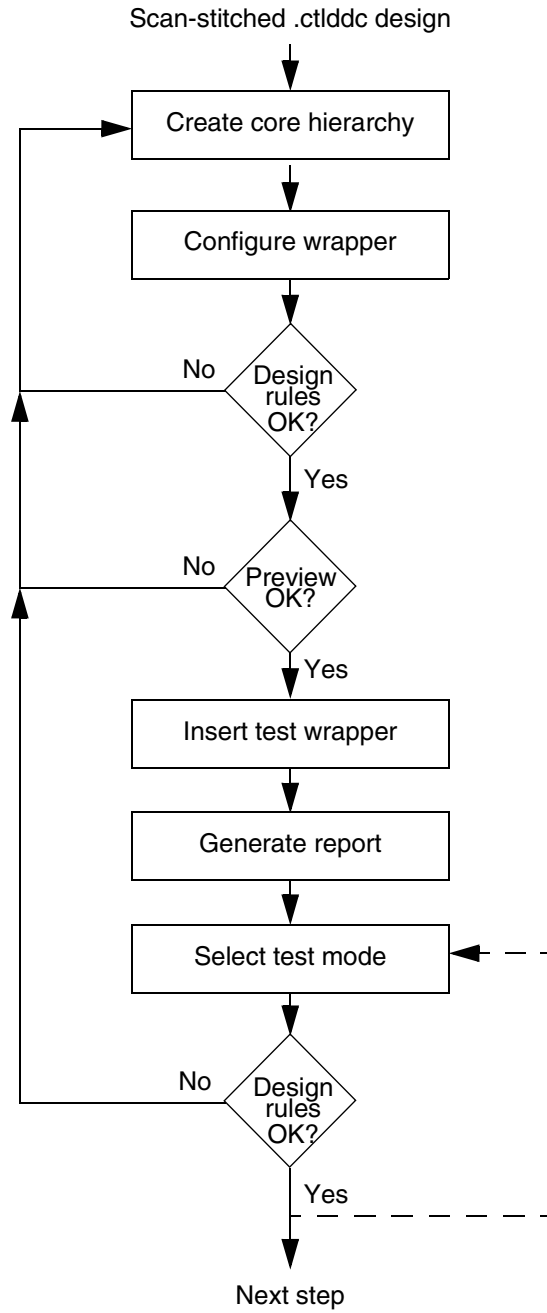 Scan-stitched .ctlddc design
Create core hierarchy
Configure wrapper
No
Design
rules
OK?
Yes
No
Preview
OK?
Yes
Insert test wrapper
Generate report
Select test mode
No
Design
rules
OK?
Yes
Next step